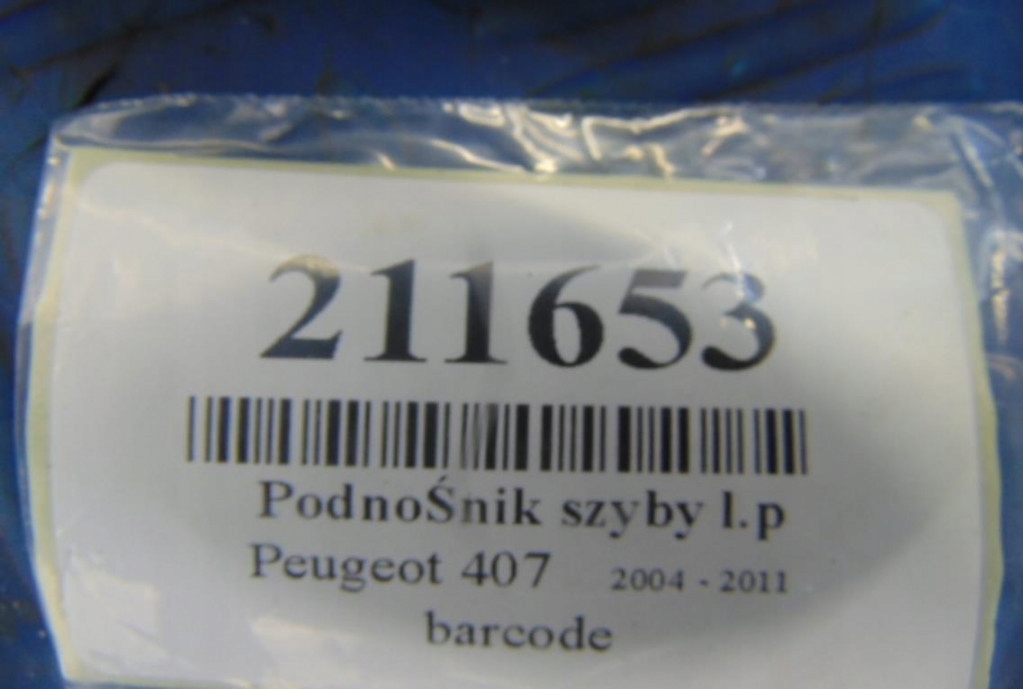 211653
PodnoŚnik szyby l.p
Peugeot 407 2004 - 2011
barcode